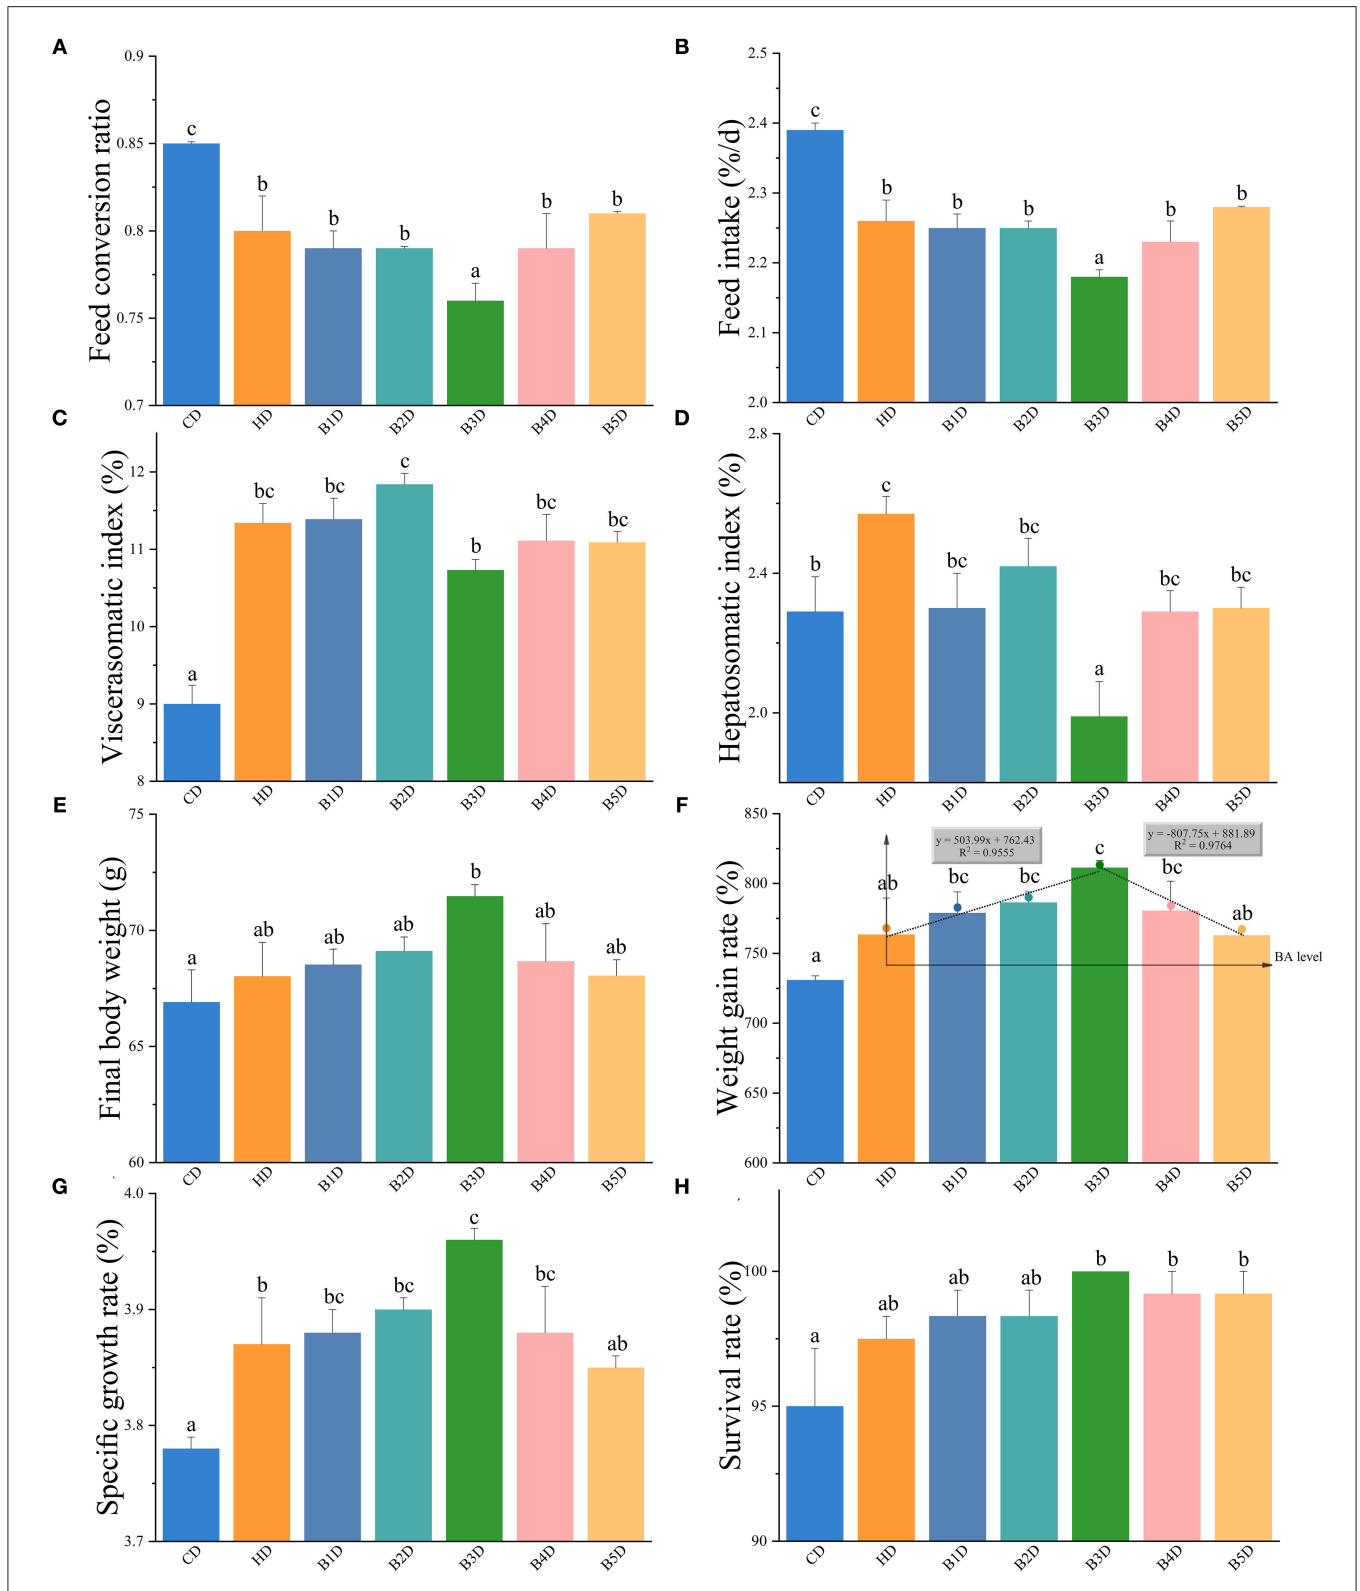 A
Feed conversion ratio
0.9
0.85
0.8
0.75
0.7
c
b
b
b
a
b
b
CD
HD
B1D
B2D
B3D
B4D
B5D
B
Feed intake (%/d)
2.5
2.4
2.3
2.2
2.1
2.0
c
b
b
b
a
b
b
CD
HD
B1D
B2D
B3D
B4D
B5D
C
Viscerasomatic index (%)
12
11
10
9
8
a
bc
bc
c
b
bc
bc
CD
HD
B1D
B2D
B3D
B4D
B5D
D
Hepatosomatic index (%)
2.8
2.4
2.0
b
c
bc
bc
a
bc
bc
CD
HD
B1D
B2D
B3D
B4D
B5D
E
Final body weight (g)
75
70
65
60
a
ab
ab
ab
b
ab
ab
CD
HD
B1D
B2D
B3D
B4D
B5D
F
Weight gain rate (%)
850
800
750
700
650
600
y = 503.99x + 762.43
R² = 0.9555
y = -807.75x + 881.89
R² = 0.9764
a
ab
bc
bc
c
bc
ab
BA level
CD
HD
B1D
B2D
B3D
B4D
B5D
G
Specific growth rate (%)
4.0
3.9
3.8
3.7
a
b
bc
bc
c
bc
ab
CD
HD
B1D
B2D
B3D
B4D
B5D
H
Survival rate (%)
100
95
90
a
ab
ab
ab
b
b
b
CD
HD
B1D
B2D
B3D
B4D
B5D